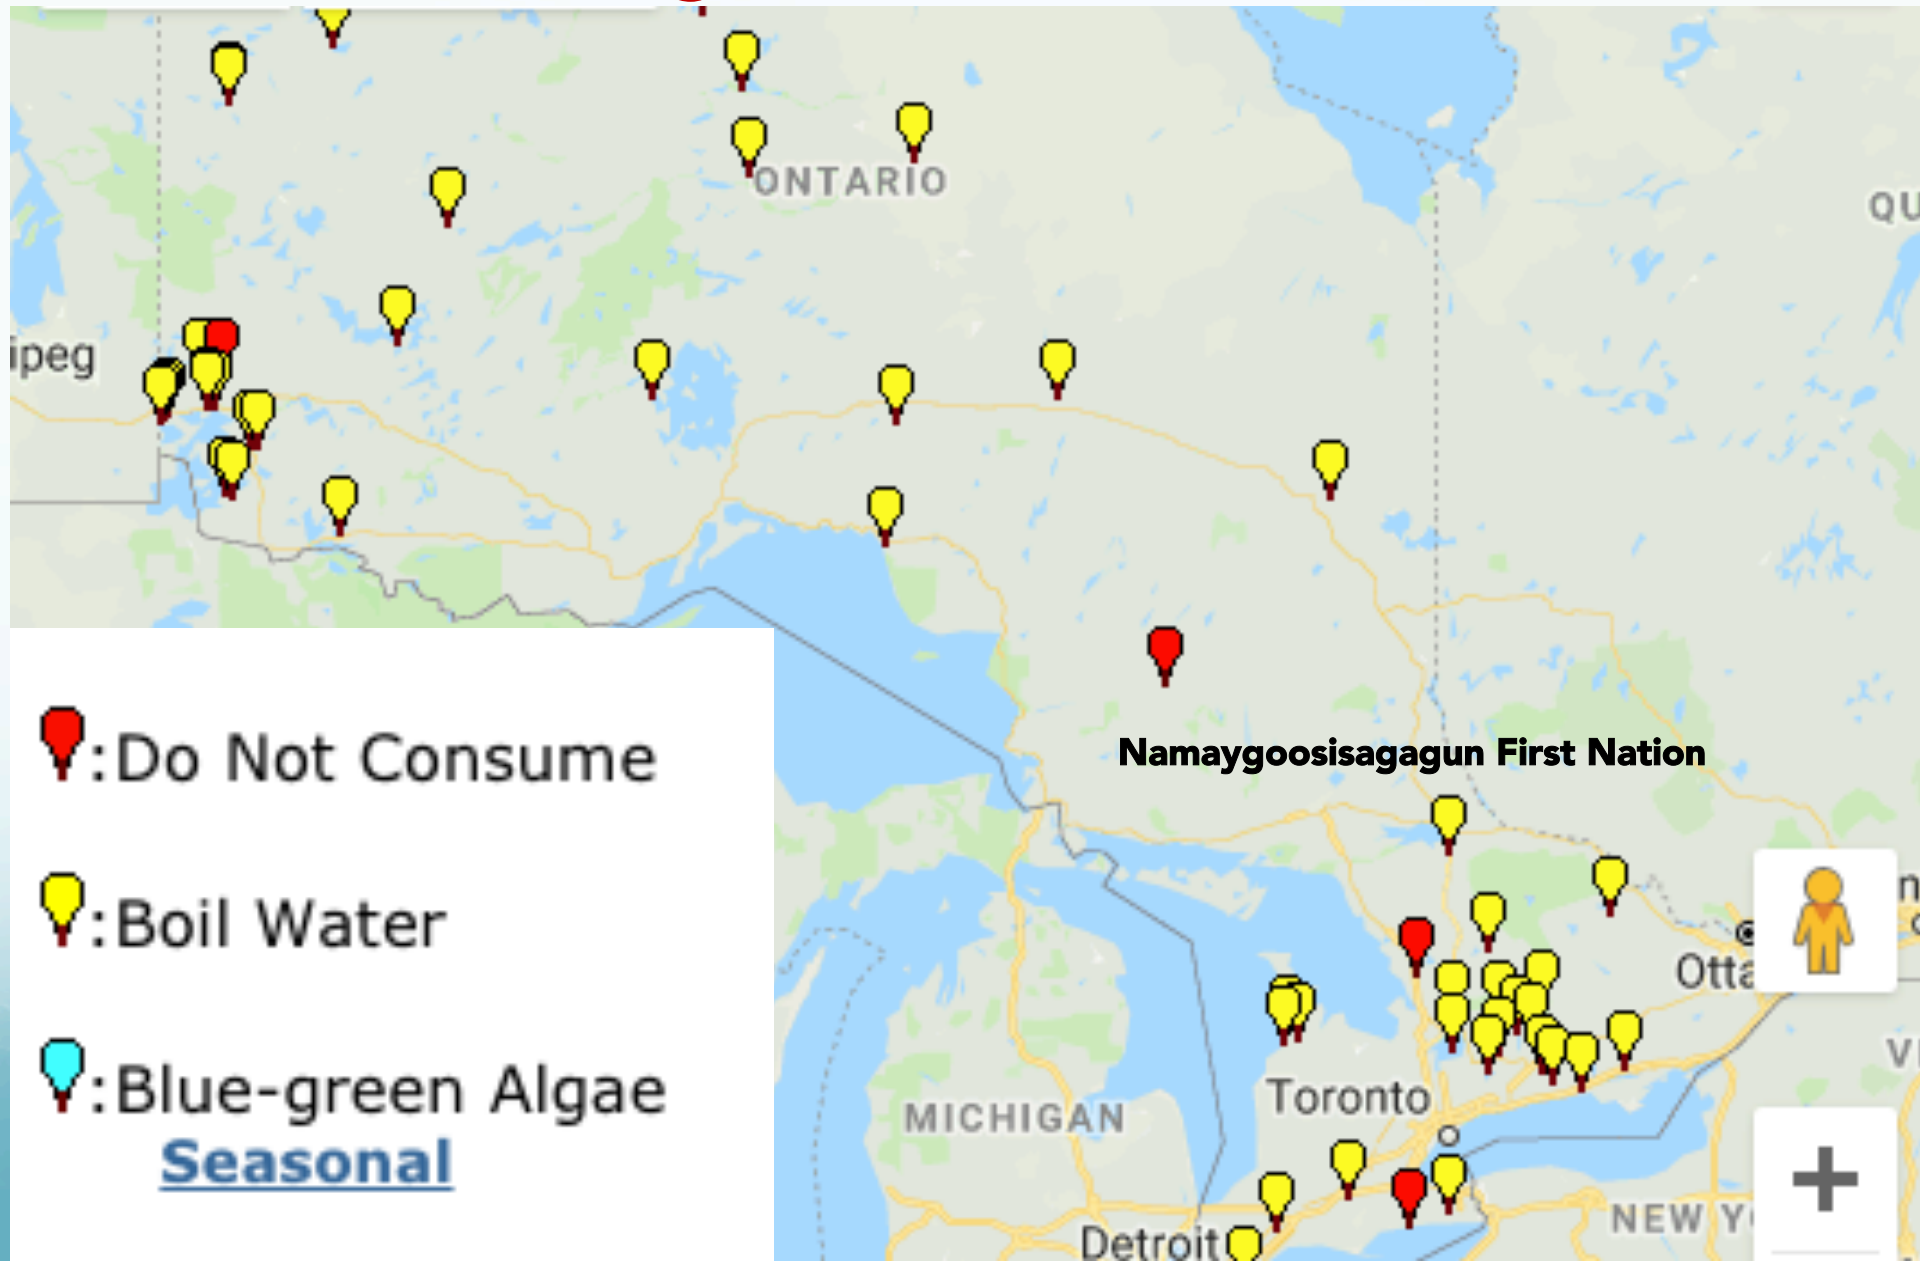 ONTARIO
QU
ipeg
:Do Not Consume
Namaygoosisagagun First Nation
:Boil Water
Otta
:Blue-green Algae
Seasonal
Toronto
MICHIGAN
NEW Y
Detroit